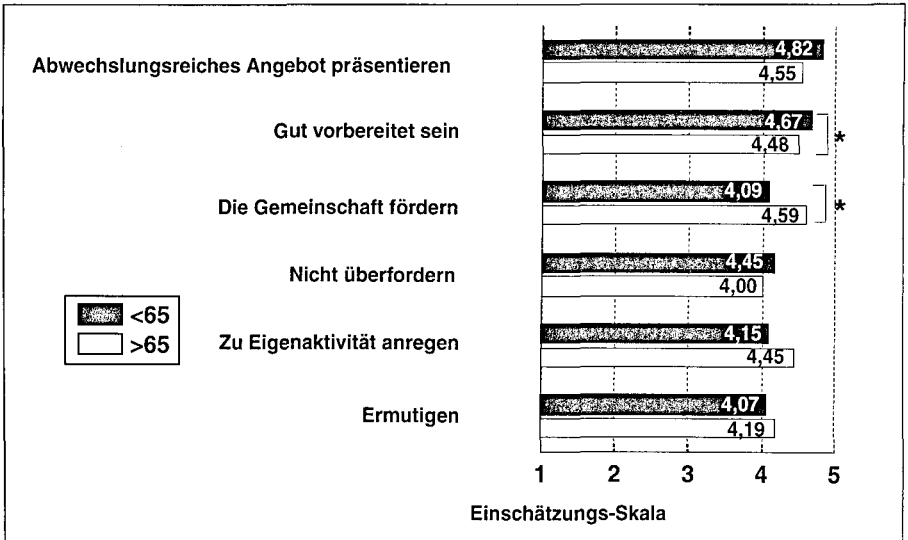 Abwechslungsreiches Angebot präsentieren
4,82
4,55
Gut vorbereitet sein
4,67
4,48
*
Die Gemeinschaft fördern
4,09
4,59
*
Nicht überfordern
4,45
4,00
<65
>65
Zu Eigenaktivität anregen
4,15
4,45
Ermutigen
4,07
4,19
1 2 3 4 5
Einschätzungs-Skala